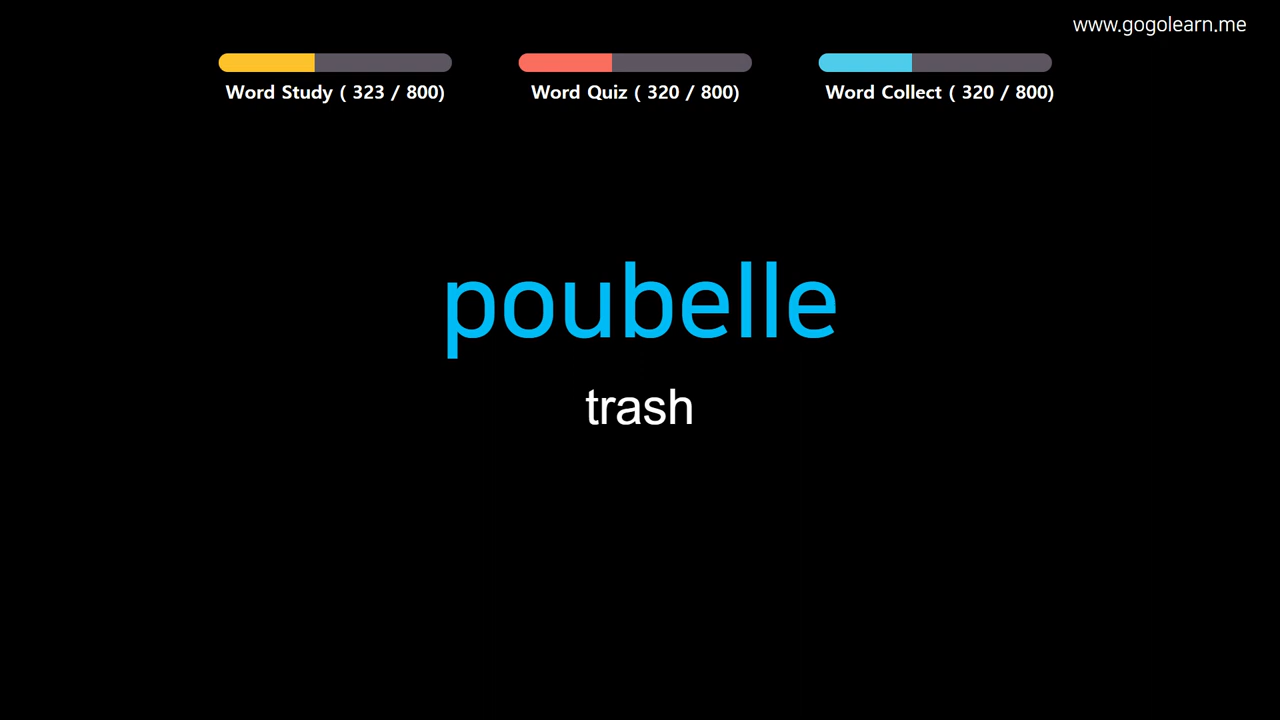 www.gogolearn.me
Word Study ( 323 / 800)
Word Quiz ( 320 / 800)
Word Collect ( 320 / 800)
poubelle
trash